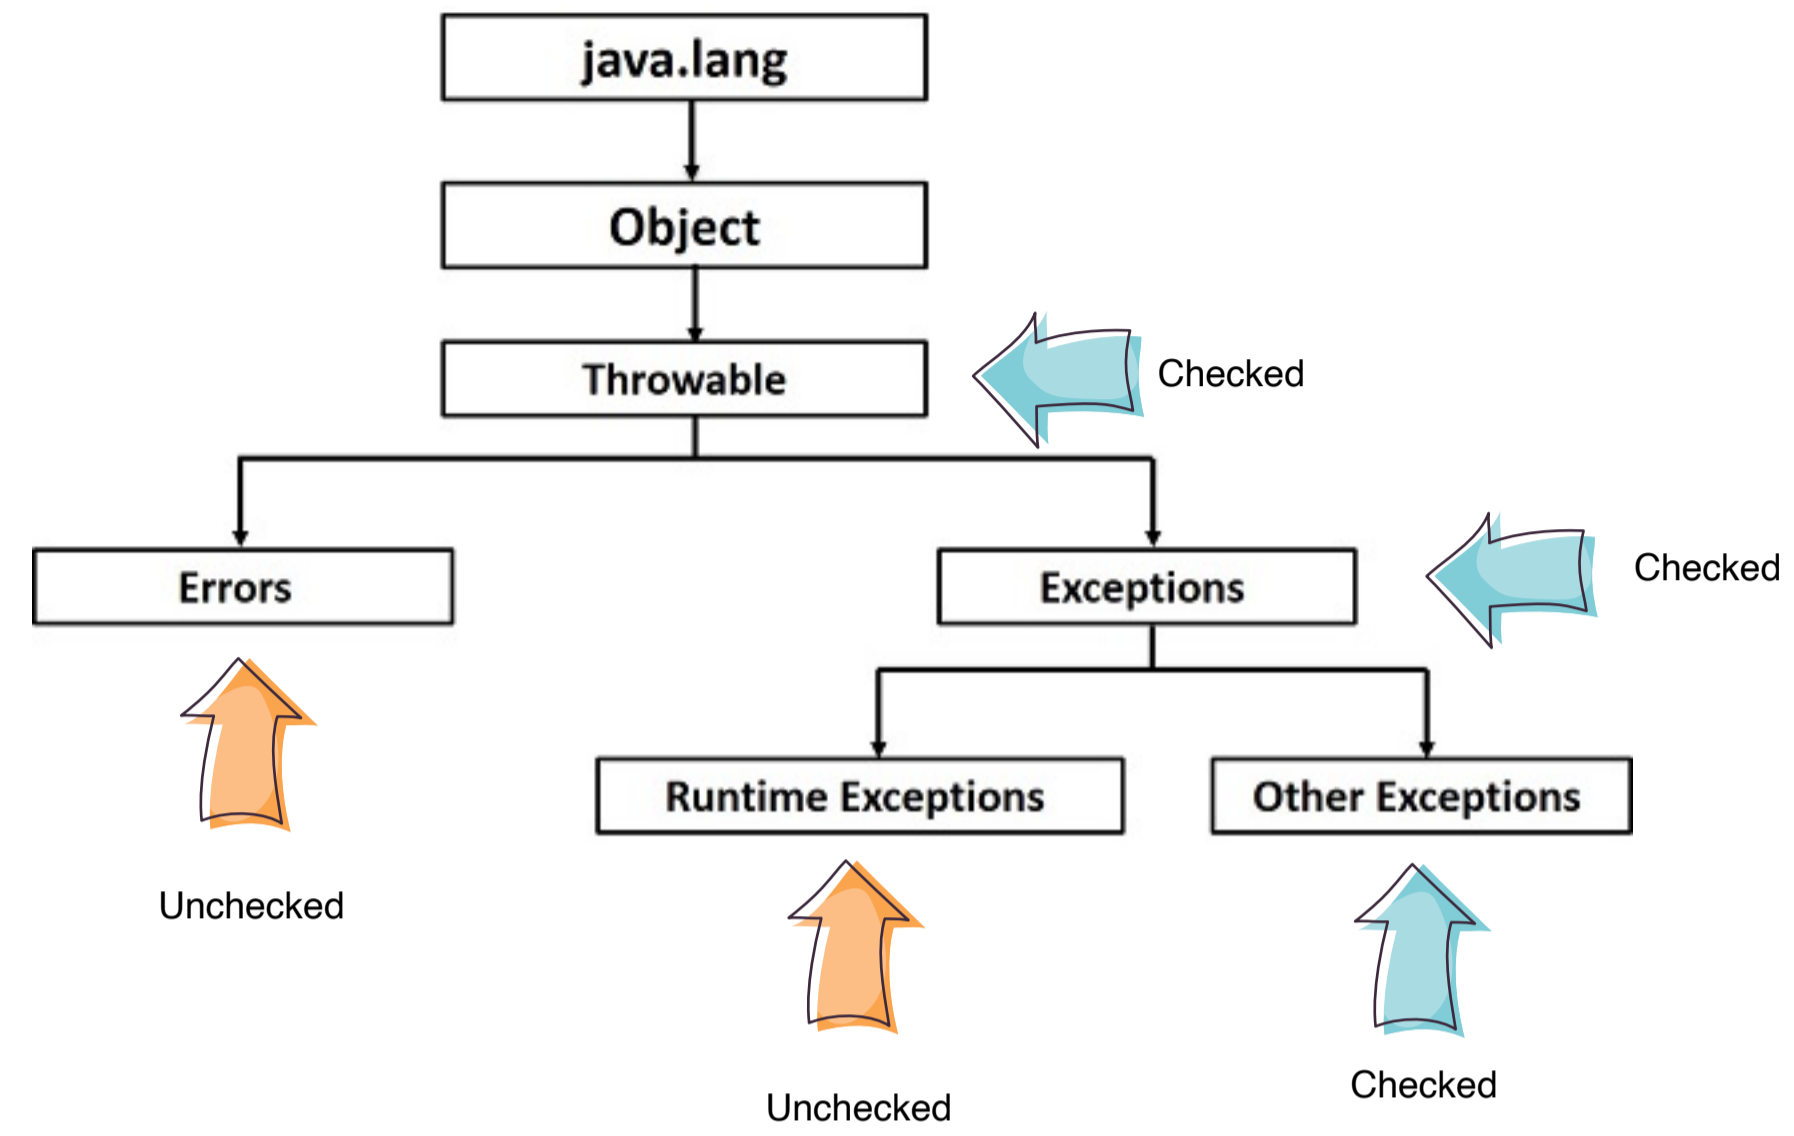 java.lang
Object
Throwable
Checked
Errors
Exceptions
Checked
Runtime Exceptions
Other Exceptions
Unchecked
Unchecked
Checked